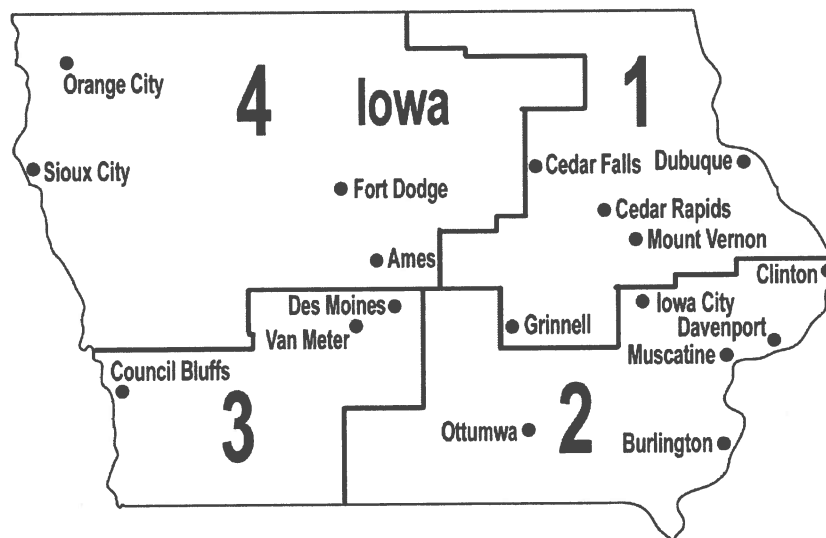 Orange City
4
Iowa
1
Sioux City
Cedar Falls
Dubuque
Fort Dodge
Cedar Rapids
Mount Vernon
Ames
Clinton
Des Moines
Iowa City
Van Meter
Grinnell
Davenport
Muscatine
Council Bluffs
3
2
Ottumwa
Burlington